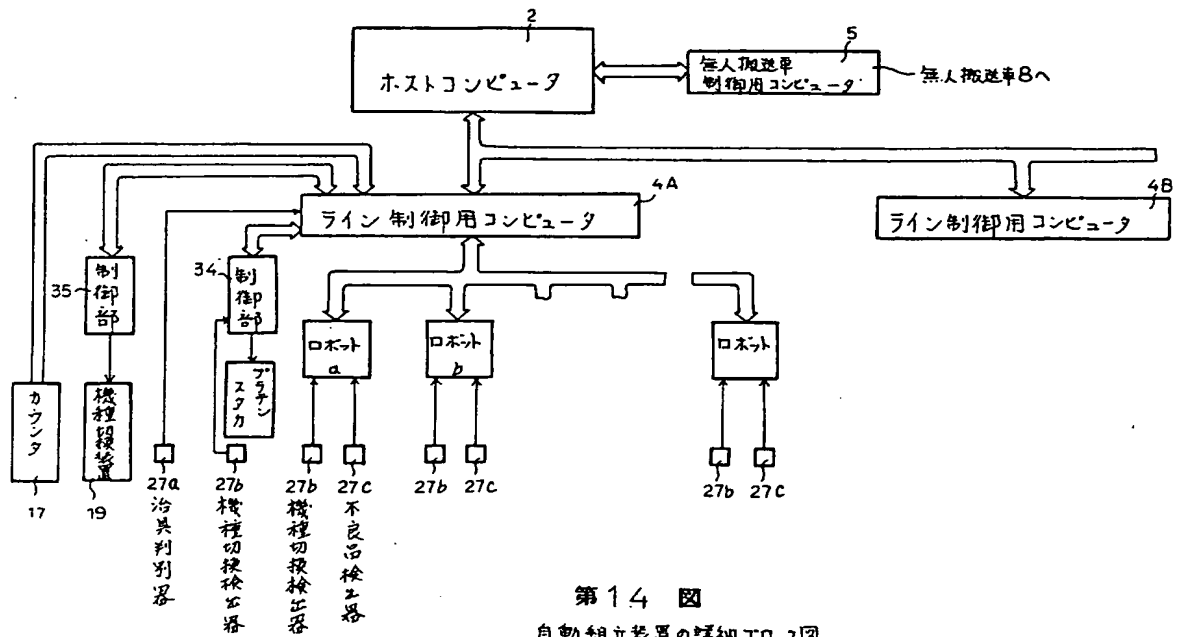 2
ホストコンピュータ
5
無人搬送車
制御用コンピュータ
無人搬送車8へ
4A
ライン制御用コンピュータ
4B
ライン制御用コンピュータ
35
制御部
34
制御部
ロボット
a
ロボット
b
ロボット
カウンタ
機種切換装置
プラテン
スタカ
17
19
27a
治具判別器
27b
機種切換検出器
27b
機種切換検出器
27c
不良品検出器
27b
27c
27b
27c
第14図
自動組立装置の詳細ブロック図